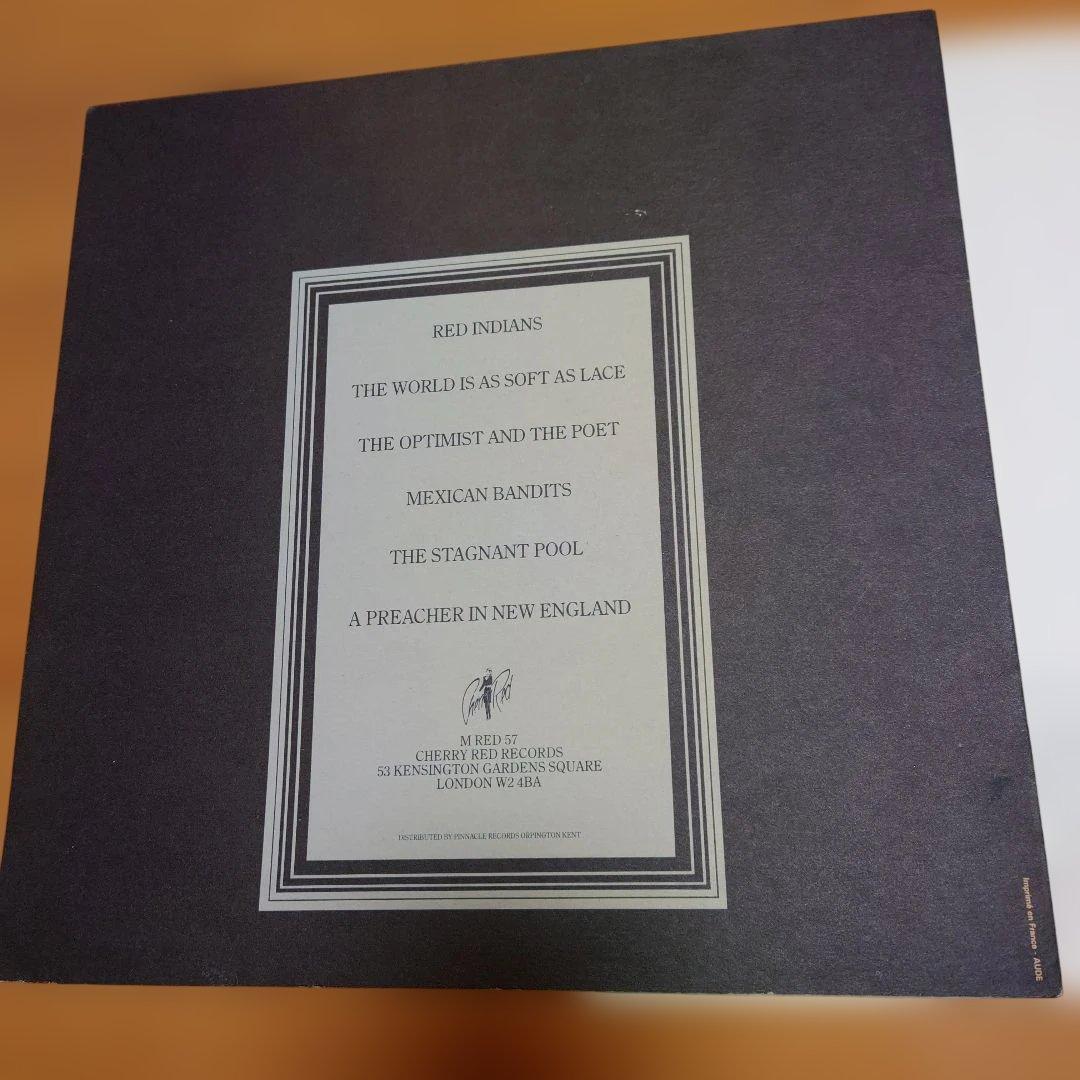 RED INDIANS
THE WORLD IS AS SOFT AS LACE
THE OPTIMIST AND THE POET
MEXICAN BANDITS
THE STAGNANT POOL
A PREACHER IN NEW ENGLAND
Cherry Red
M RED 57
CHERRY RED RECORDS
53 KENSINGTON GARDENS SQUARE
LONDON W2 4BA
DISTRIBUTED BY PINNACLE RECORDS ORPINGTON KENT
Imprimé en France - AUDE